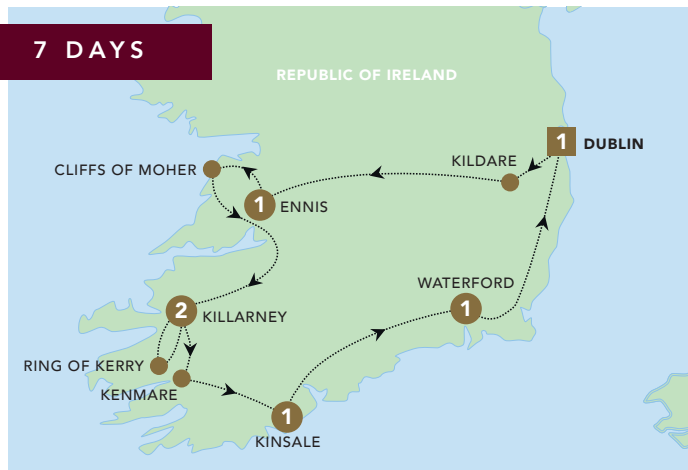 7 DAYS
REPUBLIC OF IRELAND
1 DUBLIN
KILDARE
CLIFFS OF MOHER
1 ENNIS
WATERFORD
1
2 KILLARNEY
RING OF KERRY
KENMARE
1
KINSALE